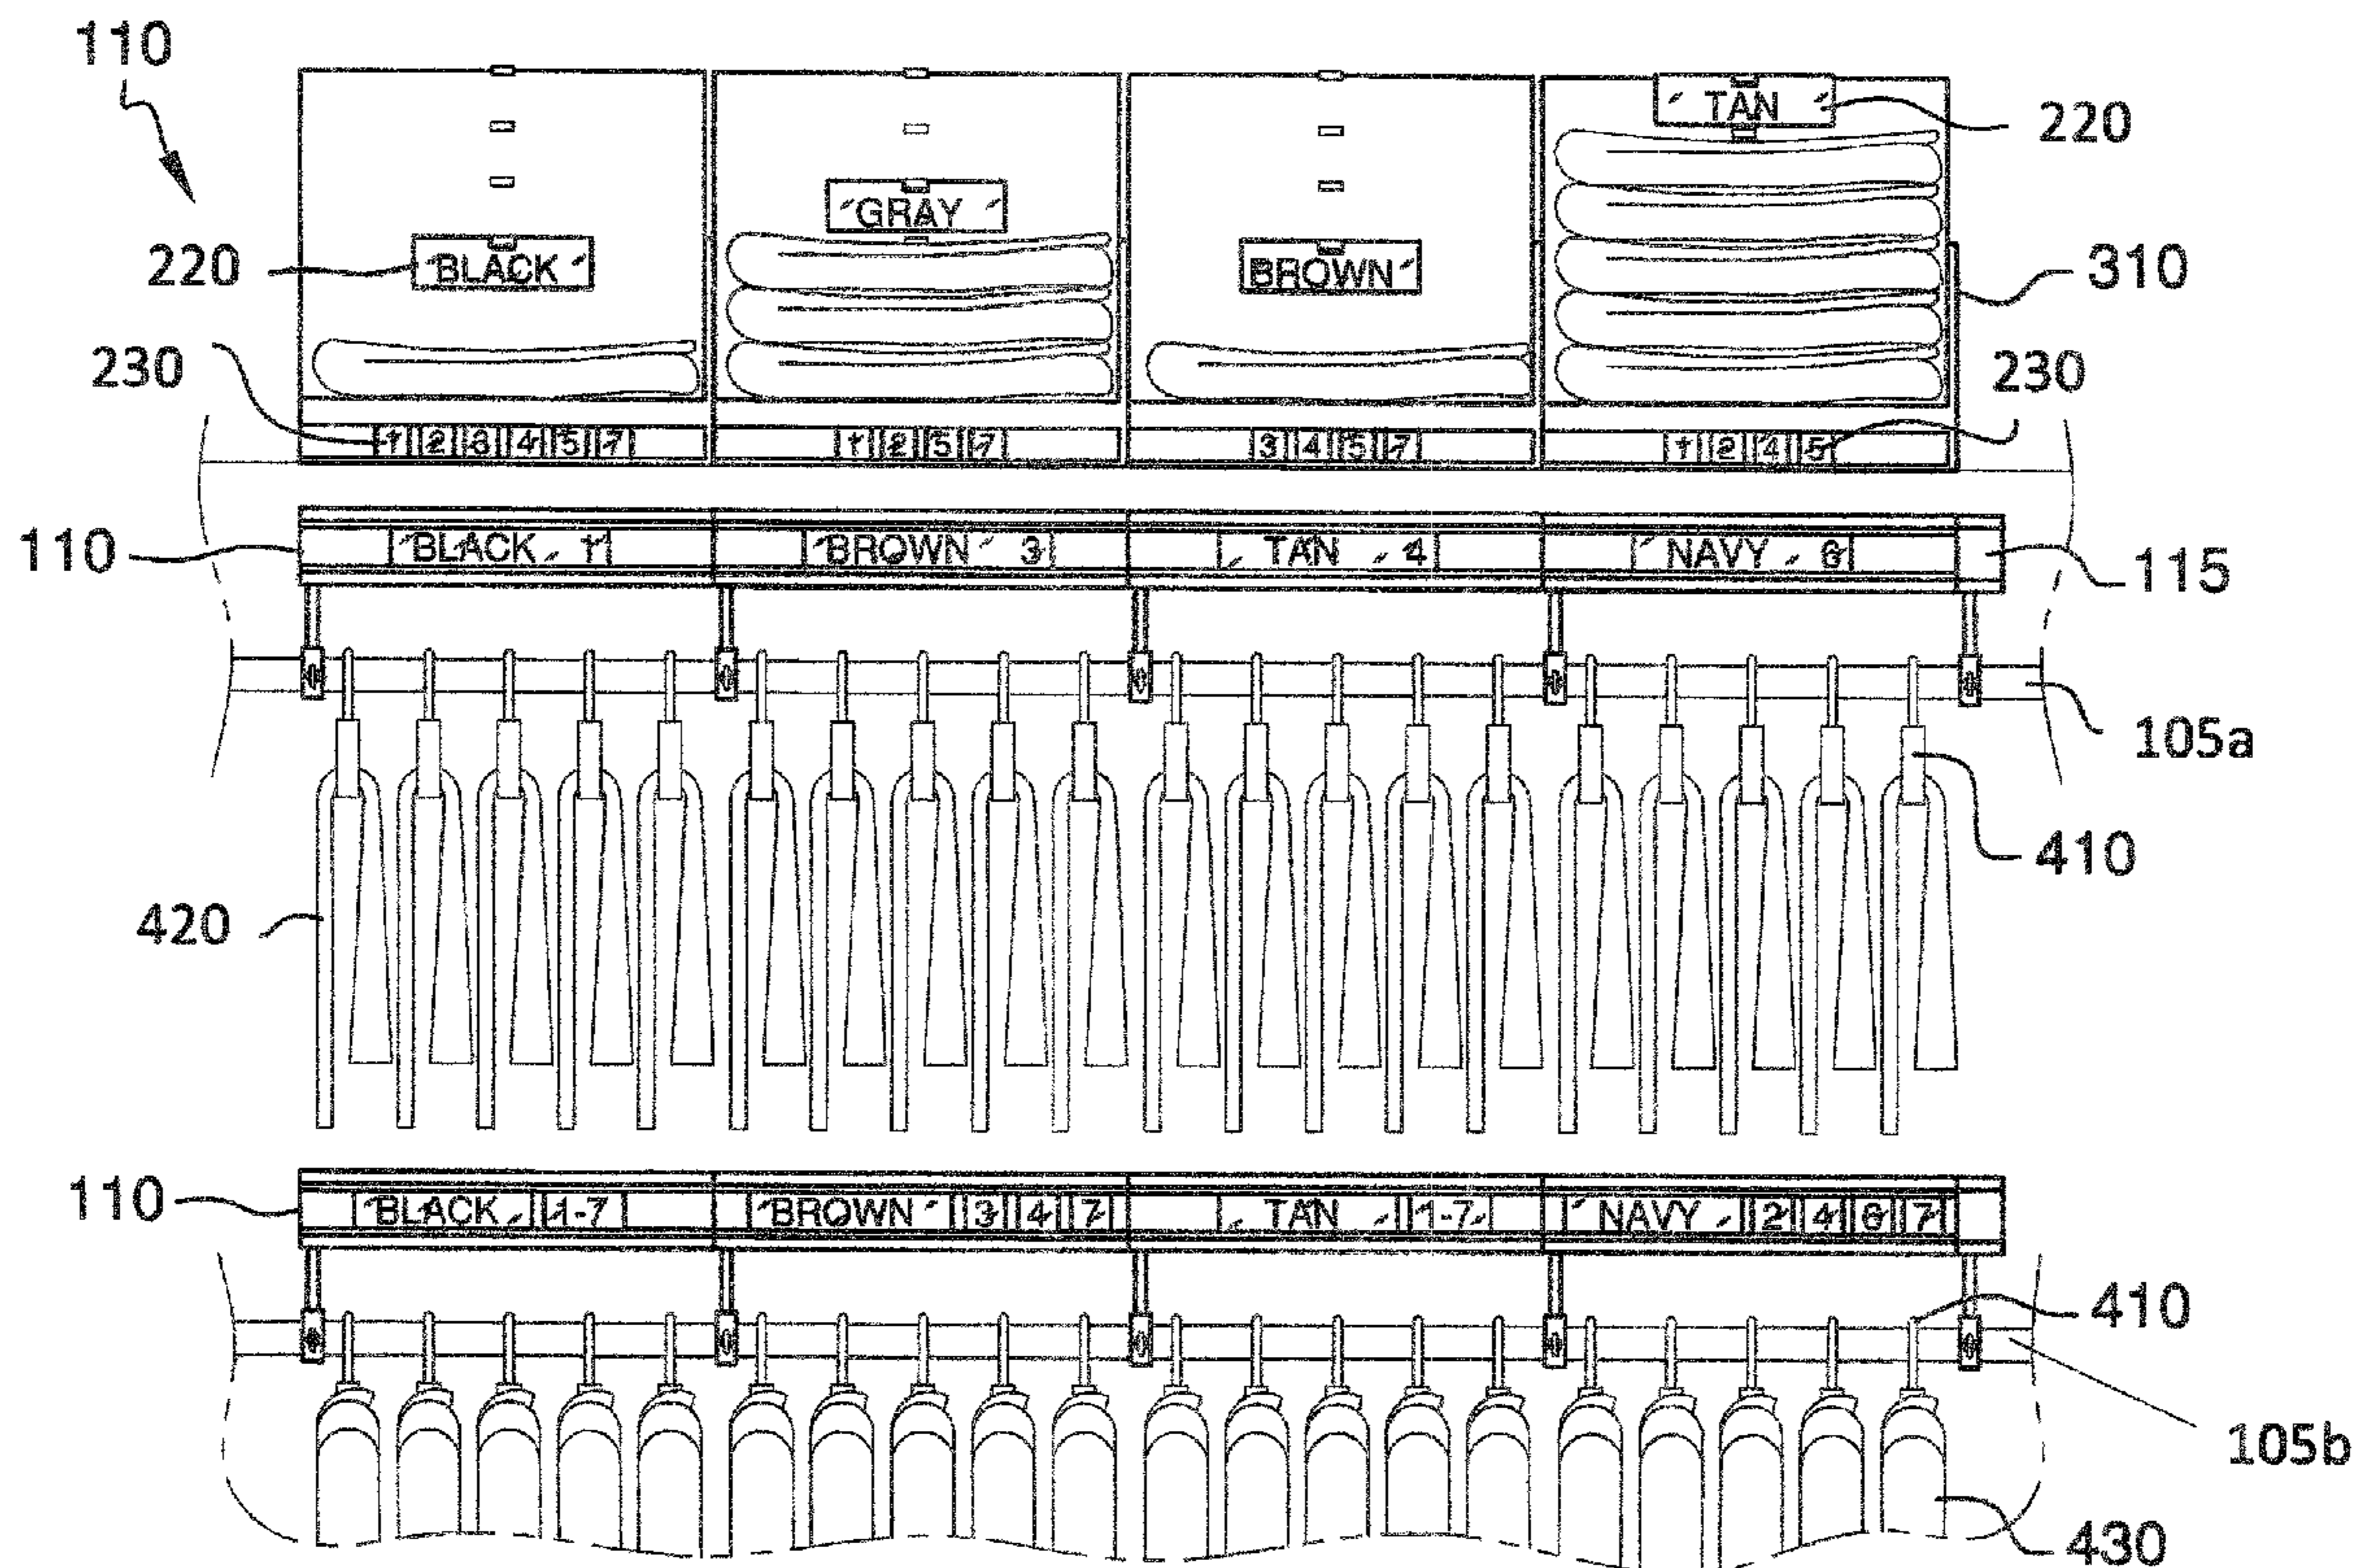 110
TAN
220
GRAY
220
BLACK
BROWN
310
230
230
1 2 3 4 5 7
1 2 5 7
3 4 5 7
1 2 4 5
110
BLACK 1
BROWN 3
TAN 4
NAVY 6
115
105a
410
420
110
BLACK 1-7
BROWN 3 4 7
TAN 1-7
NAVY 2 4 6 7
410
105b
430